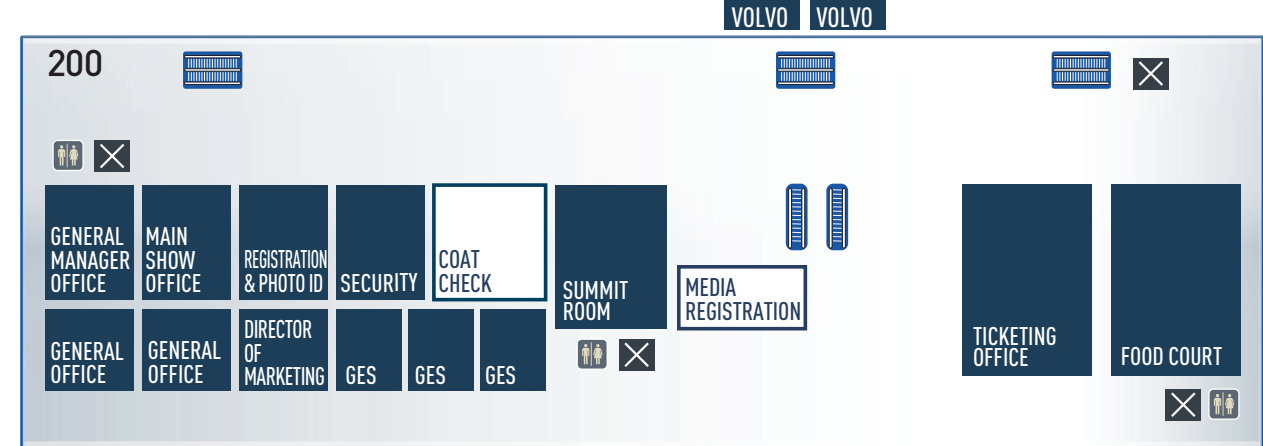 VOLVO VOLVO
200
GENERAL
MANAGER
OFFICE
MAIN
SHOW
OFFICE
REGISTRATION
& PHOTO ID
SECURITY
COAT
CHECK
SUMMIT
ROOM
MEDIA
REGISTRATION
TICKETING
OFFICE
FOOD COURT
GENERAL
OFFICE
GENERAL
OFFICE
DIRECTOR
OF
MARKETING
GES
GES
GES